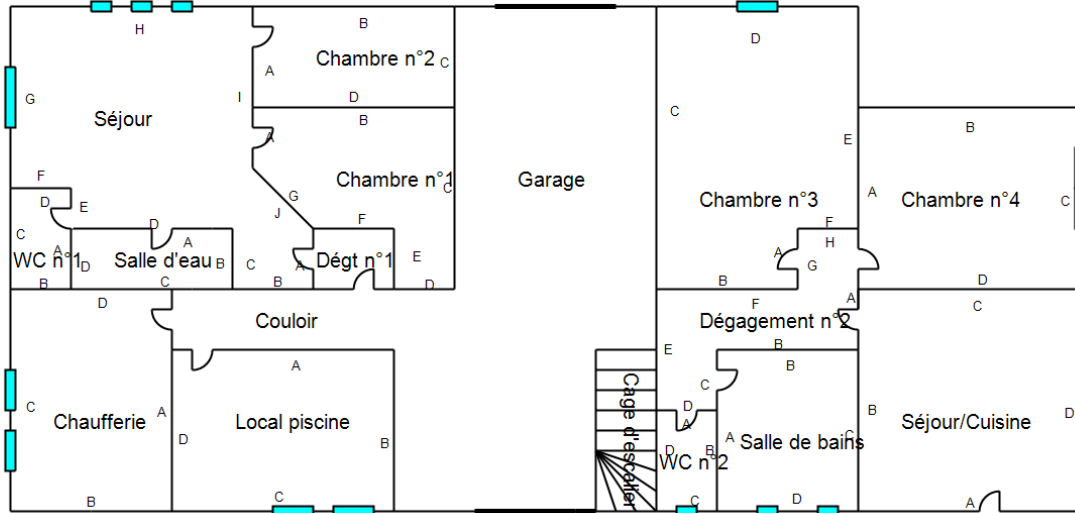 B
D
H
Chambre n°2
C
A
G
I
D
C
Séjour
B
B
A
E
F
Chambre n°1
C
Garage
A
D
G
Chambre n°3
Chambre n°4
C
E
J
D
F
F
C
A
H
WC n°1
A
D
Salle d'eau
B
C
Dégt n°1
A
E
A
G
B
C
B
D
B
D
D
F
A
C
Couloir
Dégagement n°2
B
E
A
B
C
C
Chaufferie
A
Local piscine
D
B
Cage d'escalier
D
A
D
WC n°2
B
A
Salle de bains
C
B
Séjour/Cuisine
D
B
C
C
D
A